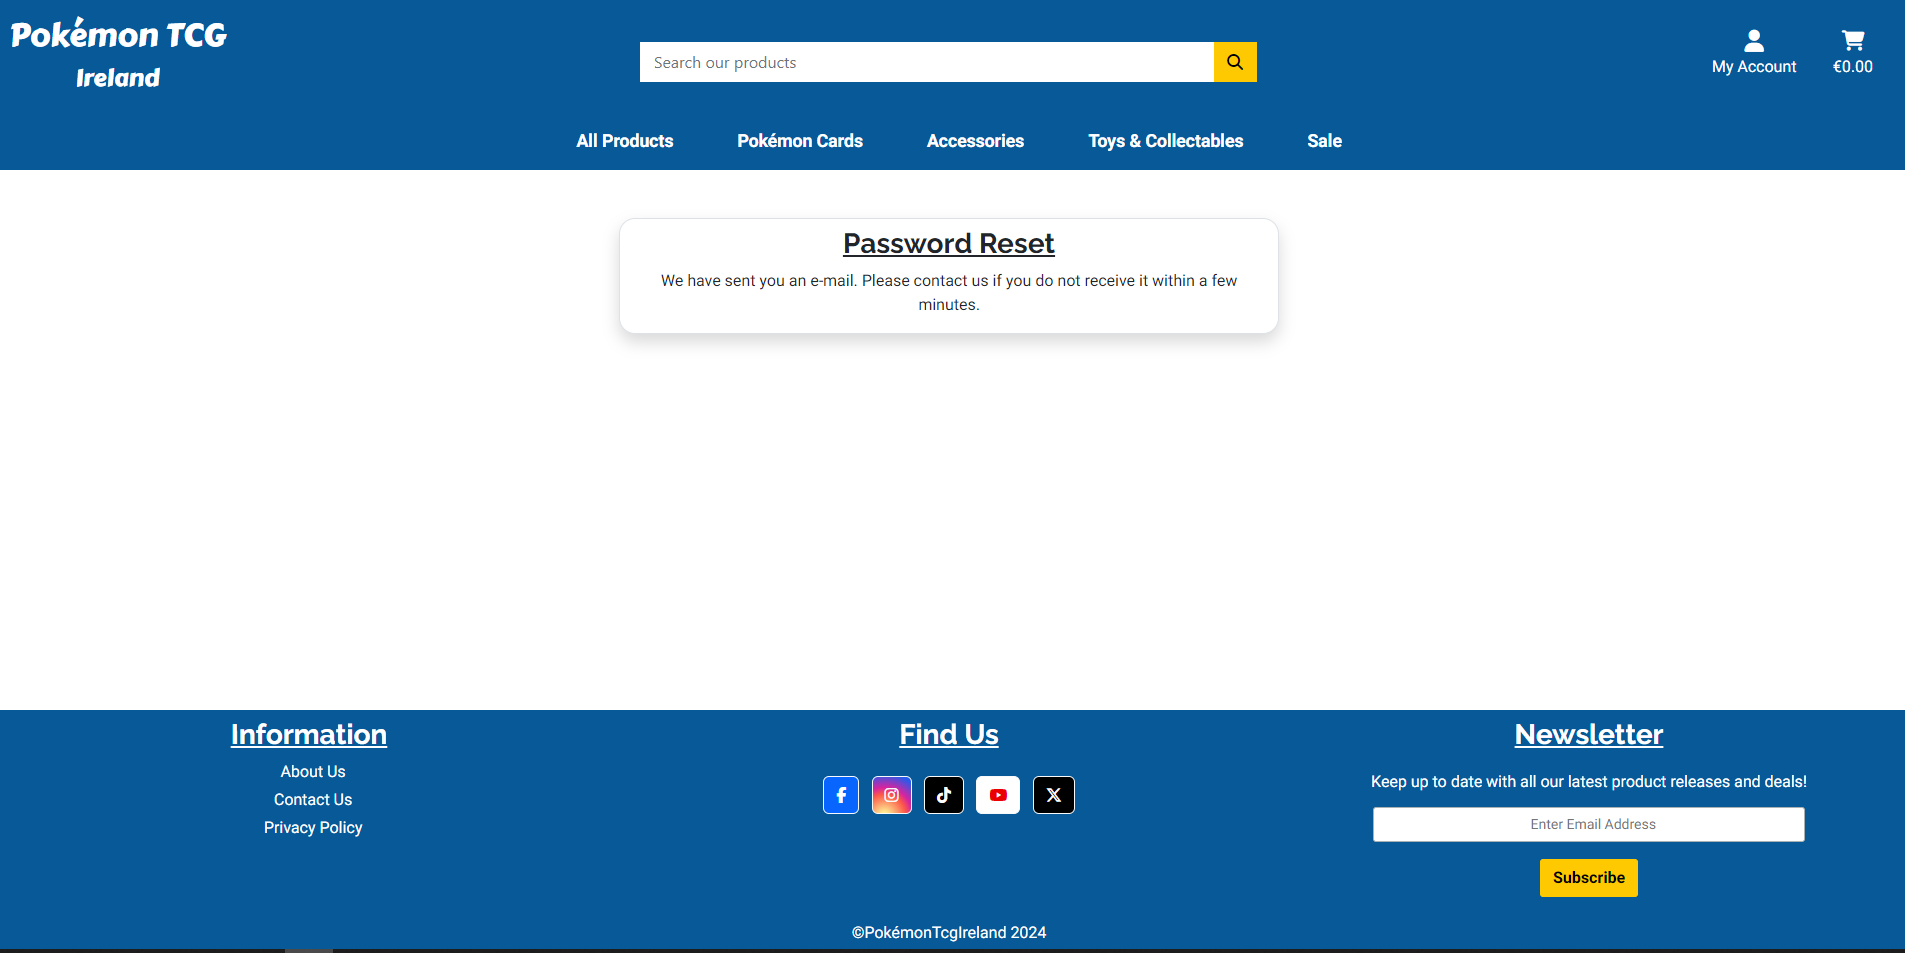 Pokémon TCG
Ireland
Search our products
My Account
€0.00
All Products
Pokémon Cards
Accessories
Toys & Collectables
Sale
Password Reset
We have sent you an e-mail. Please contact us if you do not receive it within a few
minutes.
Information
About Us
Contact Us
Privacy Policy
Find Us
Newsletter
Keep up to date with all our latest product releases and deals!
Enter Email Address
Subscribe
©PokémonTcgIreland 2024